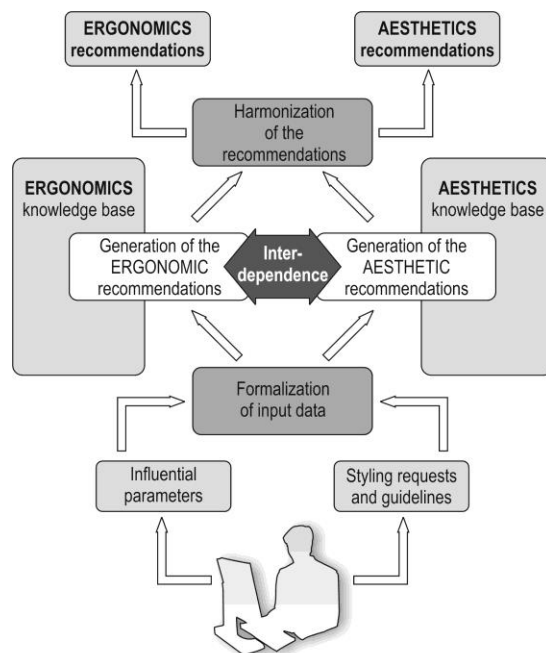 ERGONOMICS
recommendations
AESTHETICS
recommendations
Harmonization
of the
recommendations
ERGONOMICS
knowledge base
AESTHETICS
knowledge base
Generation of the
ERGONOMIC
recommendations
Inter-
dependence
Generation of the
AESTHETIC
recommendations
Formalization
of input data
Influential
parameters
Styling requests
and guidelines